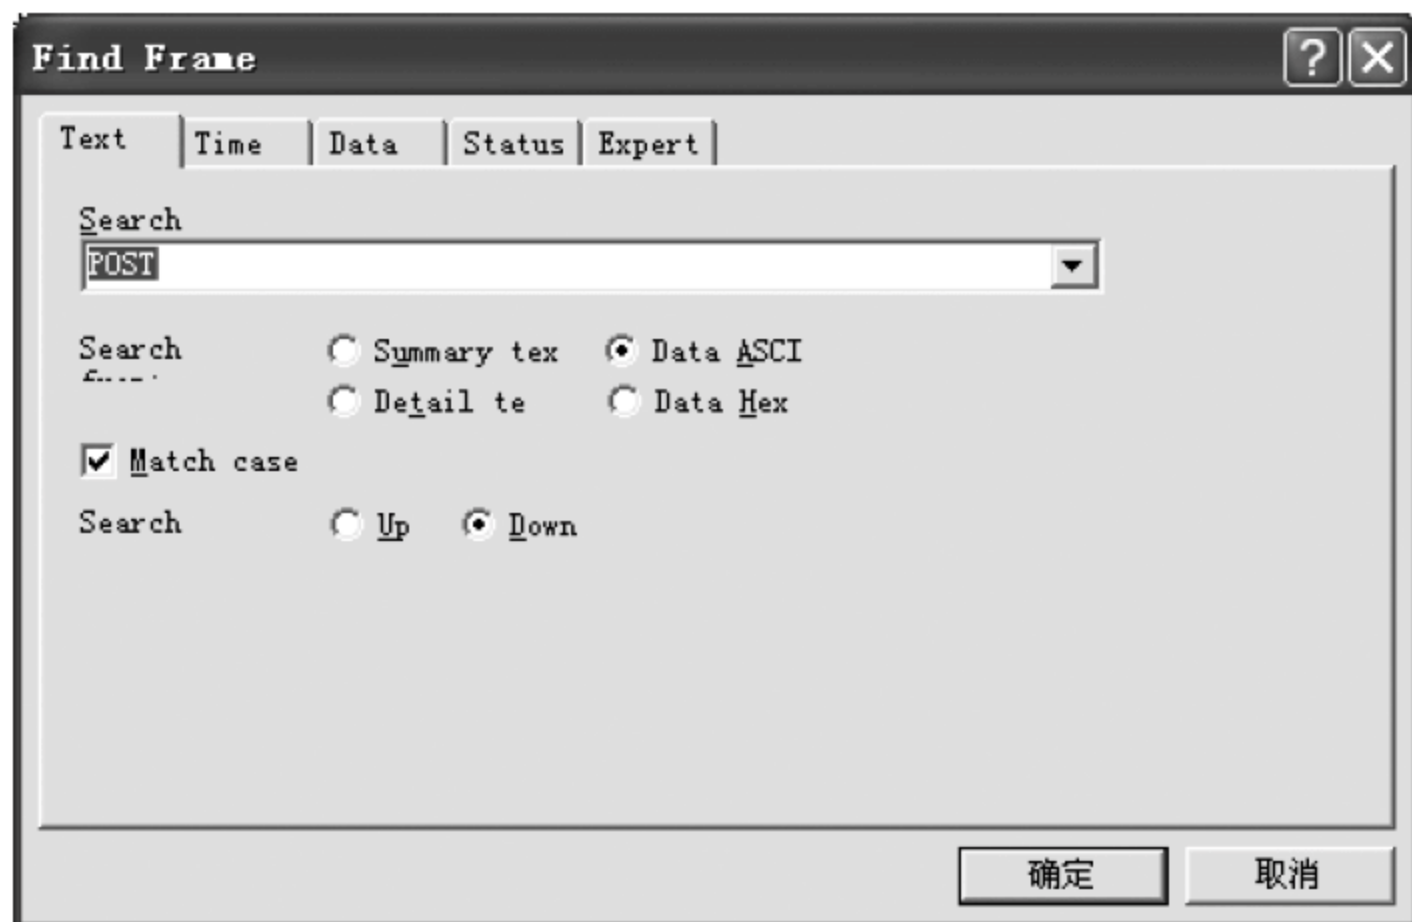 Find Frame
Text Time Data Status Expert
Search
POST
Search Summary tex Data ASCI
Detail te Data Hex
Match case
Search Up Down
确定 取消